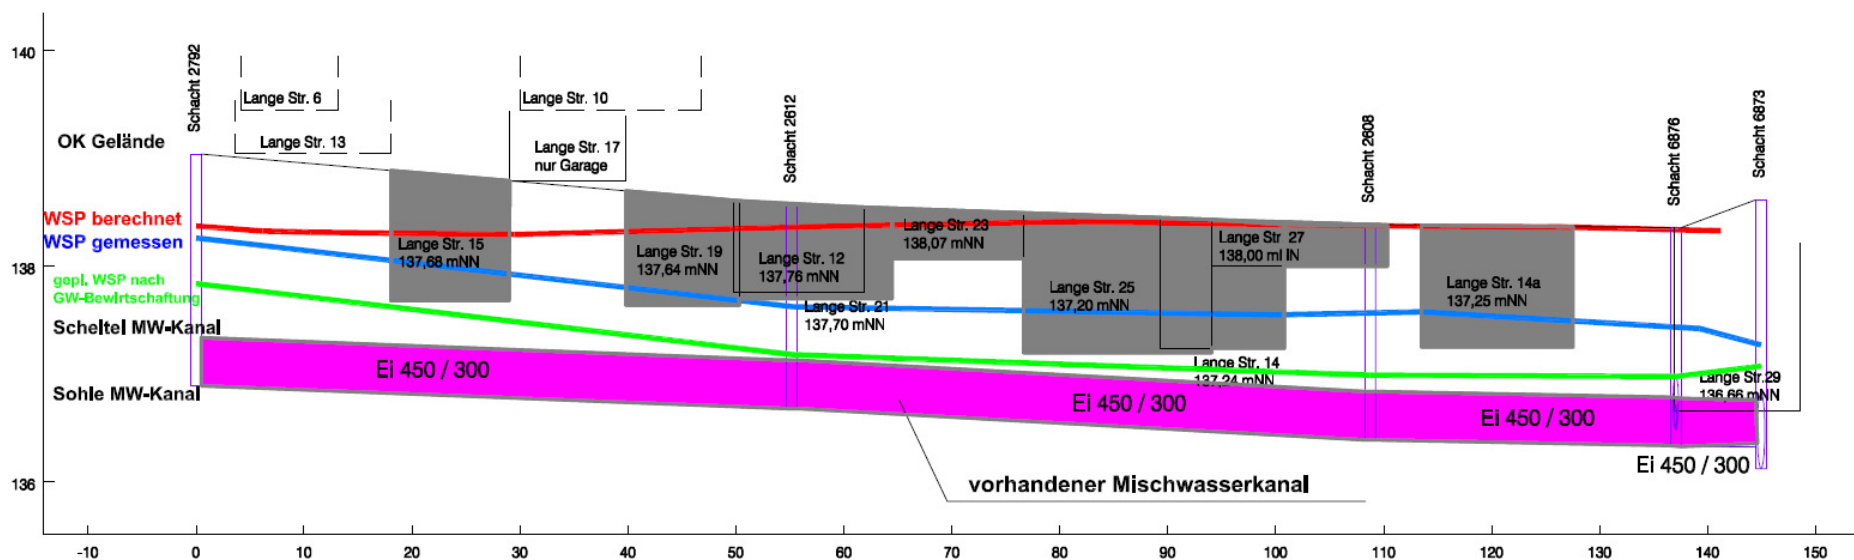 140
138
136
Schacht 2792
Lange Str. 6
Lange Str. 10
Lange Str. 13
Lange Str. 17
nur Garage
Schacht 2612
Schacht 2608
Schacht 6876
Schacht 6873
OK Gelände
WSP berechnet
WSP gemessen
gepl. WSP nach
GW-Bewirtschaftung
Scheitel MW-Kanal
Sohle MW-Kanal
Lange Str. 15
137,68 mNN
Lange Str. 19
137,64 mNN
Lange Str. 12
137,76 mNN
Lange Str. 21
137,70 mNN
Lange Str. 23
138,07 mNN
Lange Str. 25
137,20 mNN
Lange Str 27
138,00 mNN
Lange Str. 14
137,24 mNN
Lange Str. 14a
137,25 mNN
Lange Str.29
136,66 mNN
Ei 450 / 300
Ei 450 / 300
Ei 450 / 300
Ei 450 / 300
vorhandener Mischwasserkanal
-10 0 10 20 30 40 50 60 70 80 90 100 110 120 130 140 150